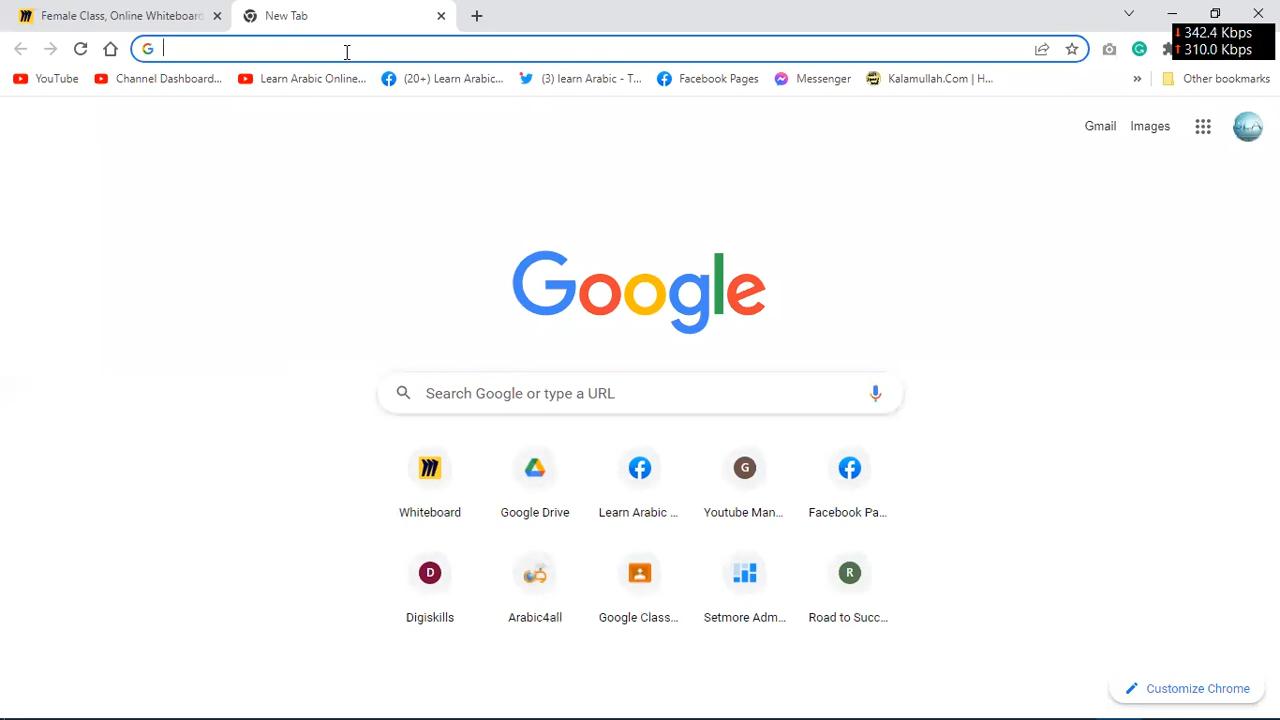 Female Class, Online Whiteboard
New Tab
342.4 Kbps
310.0 Kbps
YouTube
Channel Dashboard...
Learn Arabic Online...
(20+) Learn Arabic...
(3) learn Arabic - T...
Facebook Pages
Messenger
Kalamullah.Com | H...
»
Other bookmarks
Gmail
Images
Google
Search Google or type a URL
G
Whiteboard
Google Drive
Learn Arabic ...
Youtube Man...
Facebook Pa...
D
R
Digiskills
Arabic4all
Google Class...
Setmore Adm...
Road to Succ...
Customize Chrome